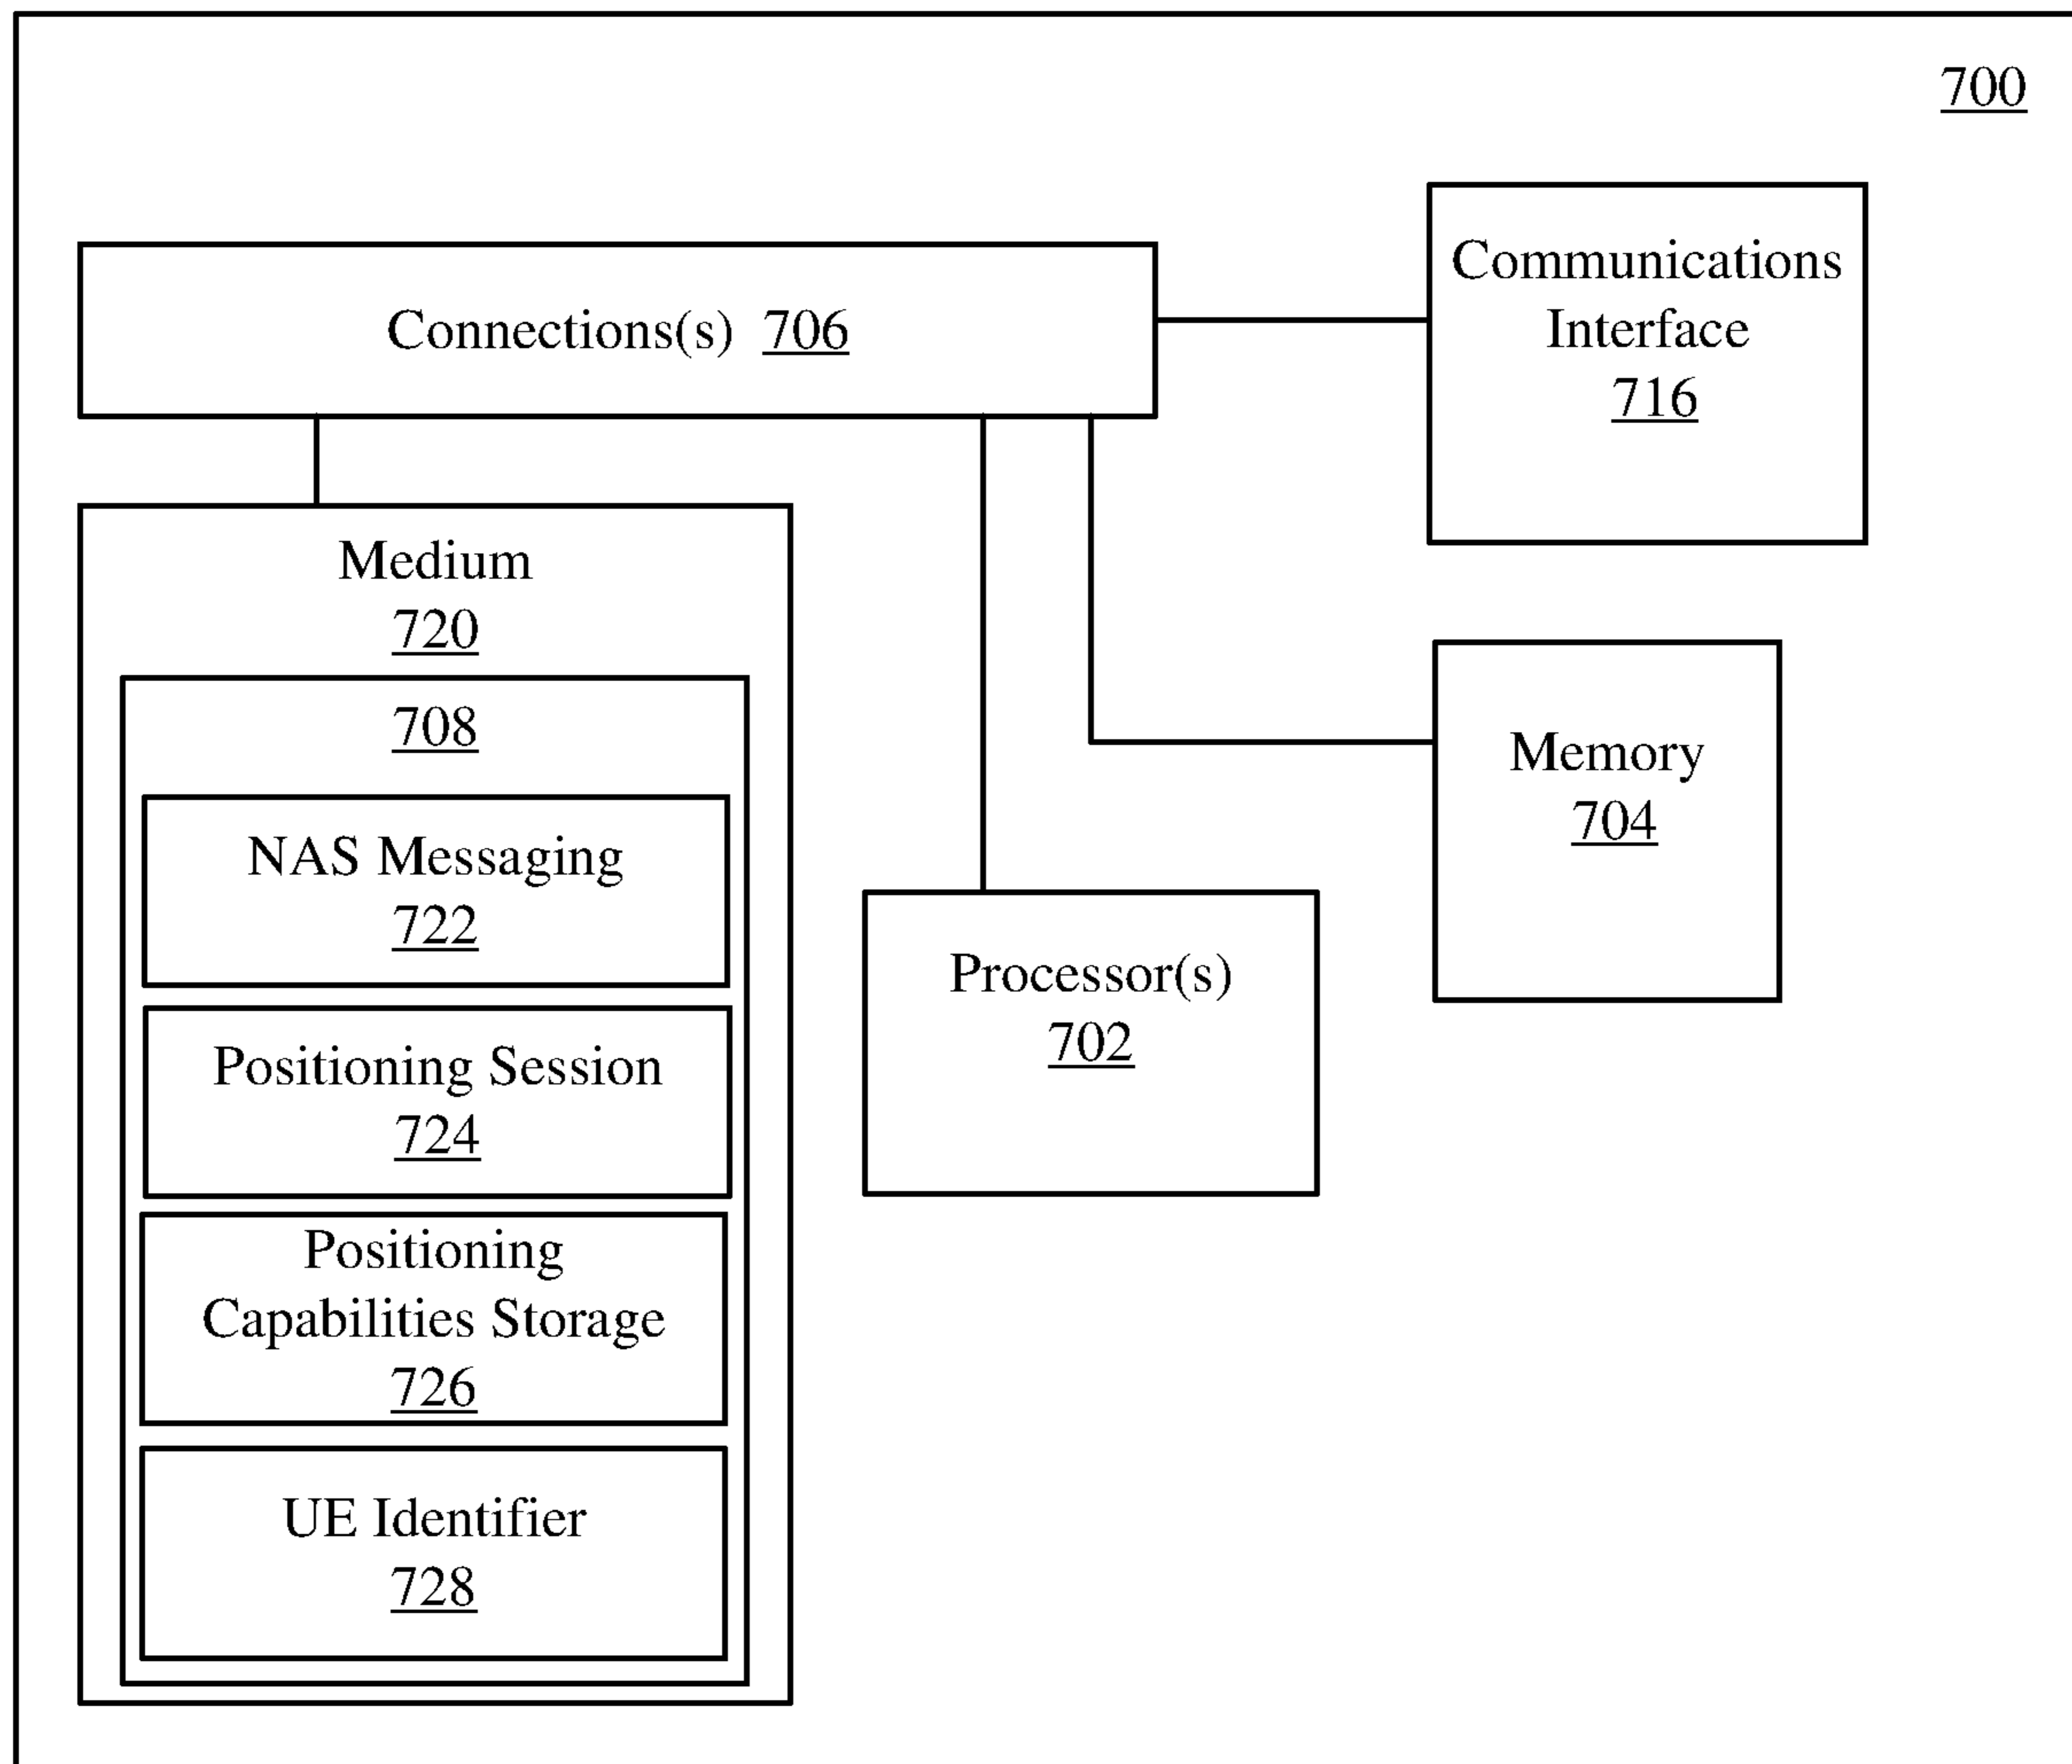 700
Communications
Interface
716
Connections(s) 706
Medium
720
708
NAS Messaging
722
Positioning Session
724
Positioning
Capabilities Storage
726
UE Identifier
728
Processor(s)
702
Memory
704